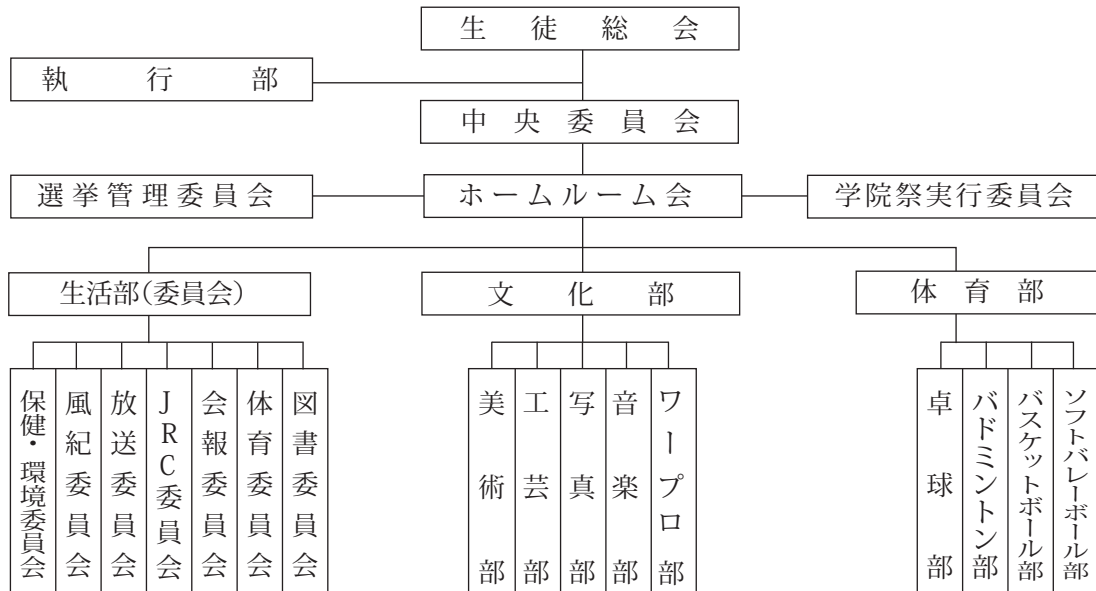 生徒総会
執行部
中央委員会
選挙管理委員会
ホームルーム会
学院祭実行委員会
生活部(委員会)
文化部
体育部
保健・環境委員会
風紀委員会
放送委員会
JRC委員会
会報委員会
体育委員会
図書委員会
美術部
工芸部
写真部
音楽部
ワープロ部
卓球部
バドミントン部
バスケットボール部
ソフトバレーボール部